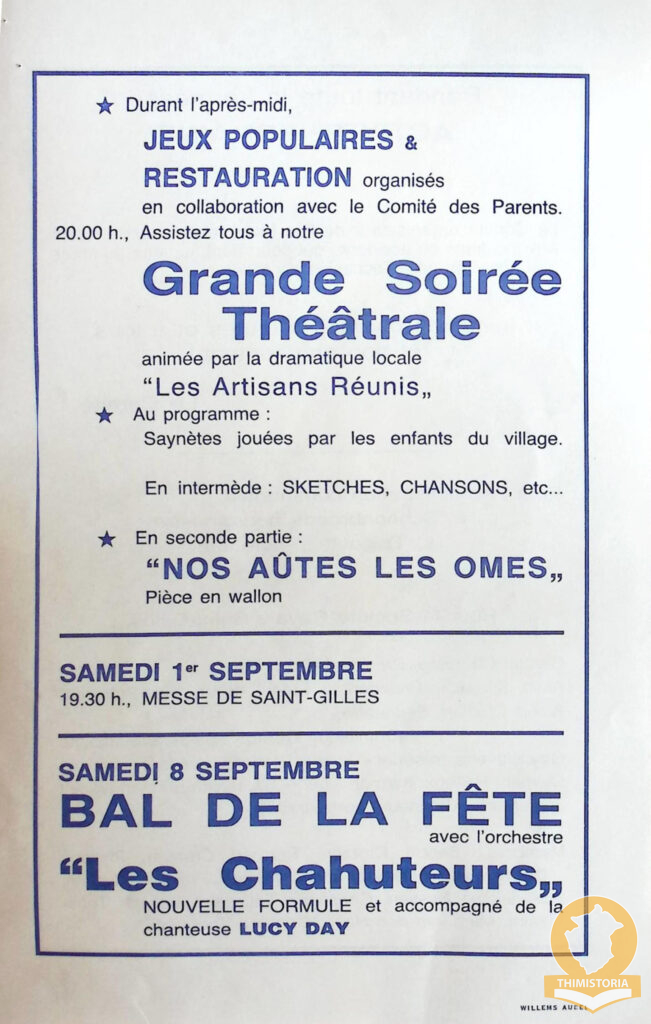 ★ Durant l'après-midi,
JEUX POPULAIRES &
RESTAURATION organisés
en collaboration avec le Comité des Parents.
20.00 h., Assistez tous à notre
Grande Soirée
Théâtrale
animée par la dramatique locale
“Les Artisans Réunis„
★ Au programme :
Saynètes jouées par les enfants du village.
En intermède : SKETCHES, CHANSONS, etc...
★ En seconde partie :
“NOS AÛTES LES OMES„
Pièce en wallon
SAMEDI 1er SEPTEMBRE
19.30 h., MESSE DE SAINT-GILLES
SAMEDI 8 SEPTEMBRE
BAL DE LA FÊTE
avec l'orchestre
“Les Chahuteurs„
NOUVELLE FORMULE et accompagné de la
chanteuse LUCY DAY
THIMISTORIA
WILLEMS